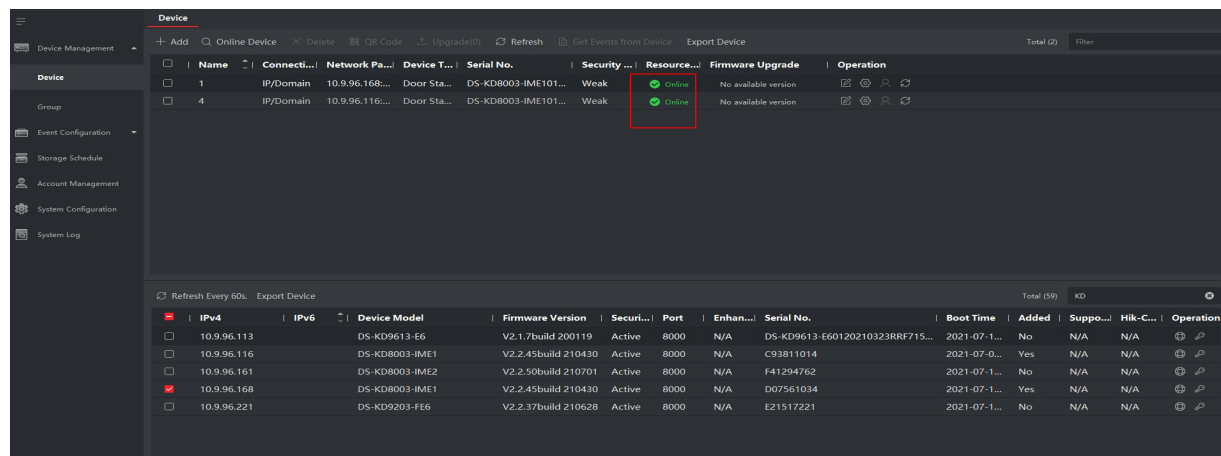 Device
Device Management
+ Add Online Device × Delete QR Code Upgrade(0) Refresh Get Events from Device Export Device Total (2) Filter
Name Connecti... Network Pa... Device T... Serial No. Security ... Resource... Firmware Upgrade Operation
Device
1 IP/Domain 10.9.96.168:... Door Sta... DS-KD8003-IME101... Weak Online No available version
4 IP/Domain 10.9.96.116:... Door Sta... DS-KD8003-IME101... Weak Online No available version
Group
Event Configuration
Storage Schedule
Account Management
System Configuration
System Log
Refresh Every 60s. Export Device Total (59) KD
IPv4 IPv6 Device Model Firmware Version Securi... Port Enhan... Serial No. Boot Time Added Suppo... Hik-C... Operation
10.9.96.113 DS-KD9613-E6 V2.1.7build 200119 Active 8000 N/A DS-KD9613-E60120210323RRF715... 2021-07-1... No N/A N/A
10.9.96.116 DS-KD8003-IME1 V2.2.45build 210430 Active 8000 N/A C93811014 2021-07-0... Yes N/A N/A
10.9.96.161 DS-KD8003-IME2 V2.2.50build 210701 Active 8000 N/A F41294762 2021-07-1... No N/A N/A
10.9.96.168 DS-KD8003-IME1 V2.2.45build 210430 Active 8000 N/A D07561034 2021-07-1... Yes N/A N/A
10.9.96.221 DS-KD9203-FE6 V2.2.37build 210628 Active 8000 N/A E21517221 2021-07-1... No N/A N/A